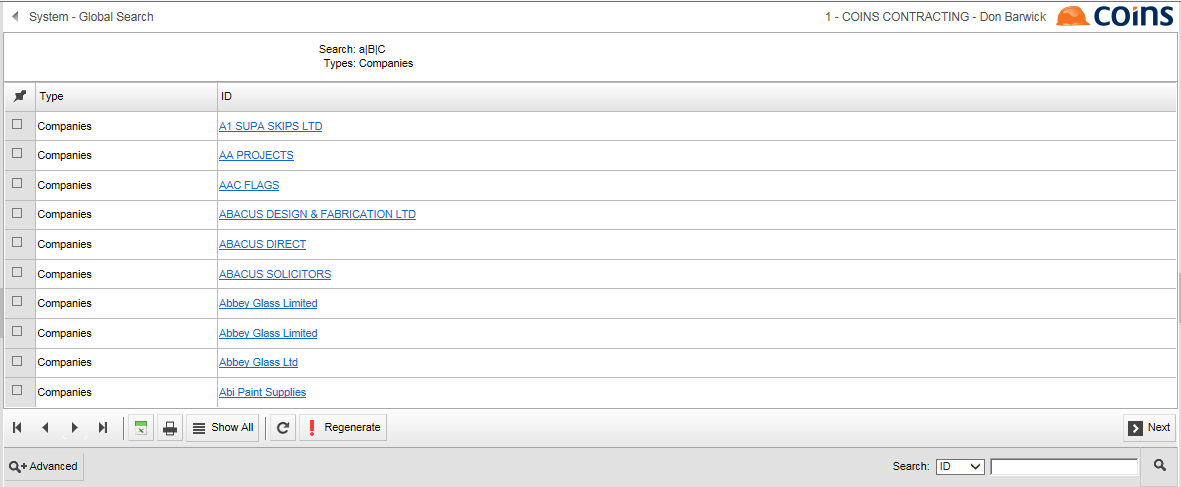 System - Global Search
1 - COINS CONTRACTING - Don Barwick
COINS
Search: a|B|C
Types: Companies
Type ID
Companies A1 SUPA SKIPS LTD
Companies AA PROJECTS
Companies AAC FLAGS
Companies ABACUS DESIGN & FABRICATION LTD
Companies ABACUS DIRECT
Companies ABACUS SOLICITORS
Companies Abbey Glass Limited
Companies Abbey Glass Limited
Companies Abbey Glass Ltd
Companies Abi Paint Supplies
Show All Regenerate Next
Advanced Search: ID